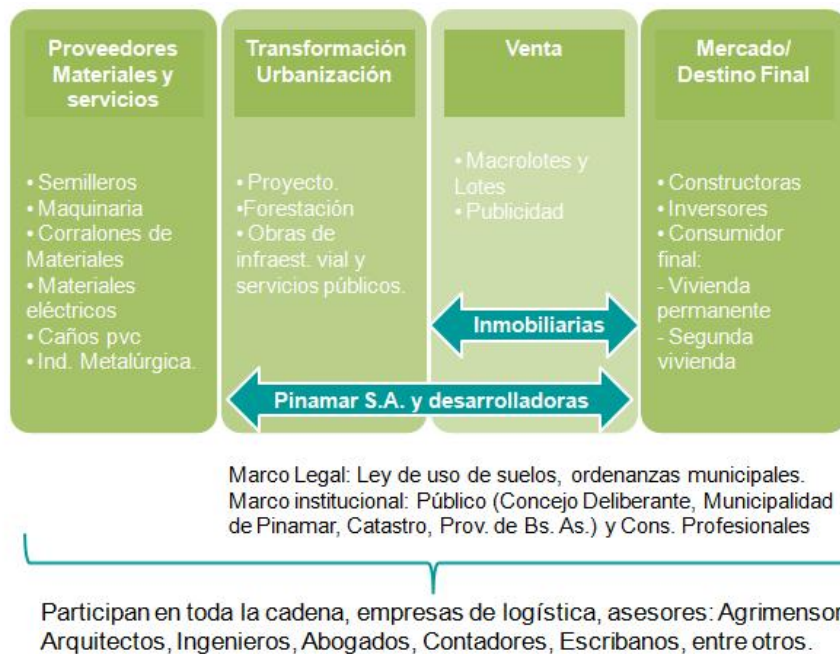 Proveedores
Materiales y
servicios
• Semilleros
• Maquinaria
• Corralones de
Materiales
• Materiales
eléctricos
• Caños pvc
• Ind. Metalúrgica.
Transformación
Urbanización
• Proyecto.
•Forestación
• Obras de
infraest. vial y
servicios públicos.
Venta
• Macrolotes y
Lotes
• Publicidad
Mercado/
Destino Final
• Constructoras
• Inversores
• Consumidor
final:
- Vivienda
permanente
- Segunda
vivienda
Inmobiliarias
Pinamar S.A. y desarrolladoras
Marco Legal: Ley de uso de suelos, ordenanzas municipales.
Marco institucional: Público (Concejo Deliberante, Municipalidad
de Pinamar, Catastro, Prov. de Bs. As.) y Cons. Profesionales
Participan en toda la cadena, empresas de logística, asesores: Agrimensor
Arquitectos, Ingenieros, Abogados, Contadores, Escribanos, entre otros.